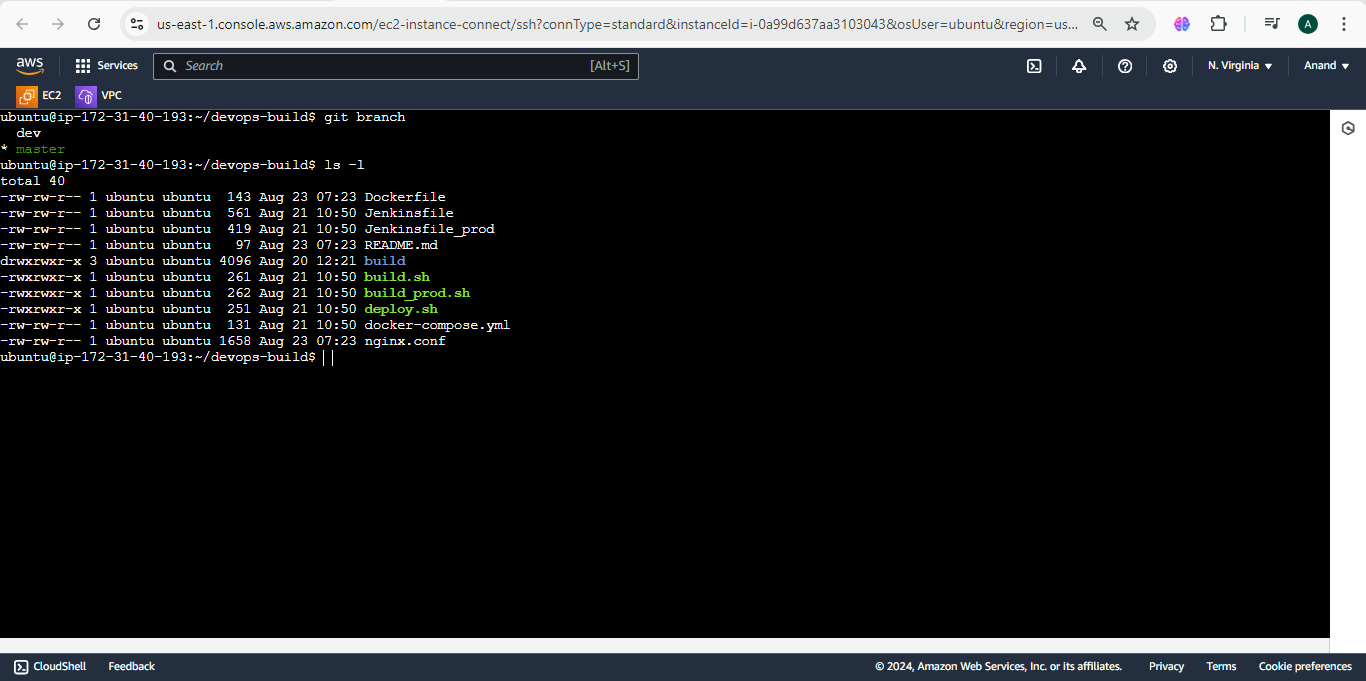 us-east-1.console.aws.amazon.com/ec2-instance-connect/ssh?connType=standard&instanceId=i-0a99d637aa3103043&osUser=ubuntu&region=us...
A
aws
Services
Search
[Alt+S]
N. Virginia
Anand
EC2
VPC
ubuntu@ip-172-31-40-193:~/devops-build$ git branch
  dev
* master
ubuntu@ip-172-31-40-193:~/devops-build$ ls -l
total 40
-rw-rw-r-- 1 ubuntu ubuntu  143 Aug 23 07:23 Dockerfile
-rw-rw-r-- 1 ubuntu ubuntu  561 Aug 21 10:50 Jenkinsfile
-rw-rw-r-- 1 ubuntu ubuntu  419 Aug 21 10:50 Jenkinsfile_prod
-rw-rw-r-- 1 ubuntu ubuntu   97 Aug 23 07:23 README.md
drwxrwxr-x 3 ubuntu ubuntu 4096 Aug 20 12:21 build
-rwxrwxr-x 1 ubuntu ubuntu  261 Aug 21 10:50 build.sh
-rwxrwxr-x 1 ubuntu ubuntu  262 Aug 21 10:50 build_prod.sh
-rwxrwxr-x 1 ubuntu ubuntu  251 Aug 21 10:50 deploy.sh
-rw-rw-r-- 1 ubuntu ubuntu  131 Aug 21 10:50 docker-compose.yml
-rw-rw-r-- 1 ubuntu ubuntu 1658 Aug 23 07:23 nginx.conf
ubuntu@ip-172-31-40-193:~/devops-build$
CloudShell
Feedback
© 2024, Amazon Web Services, Inc. or its affiliates.
Privacy
Terms
Cookie preferences